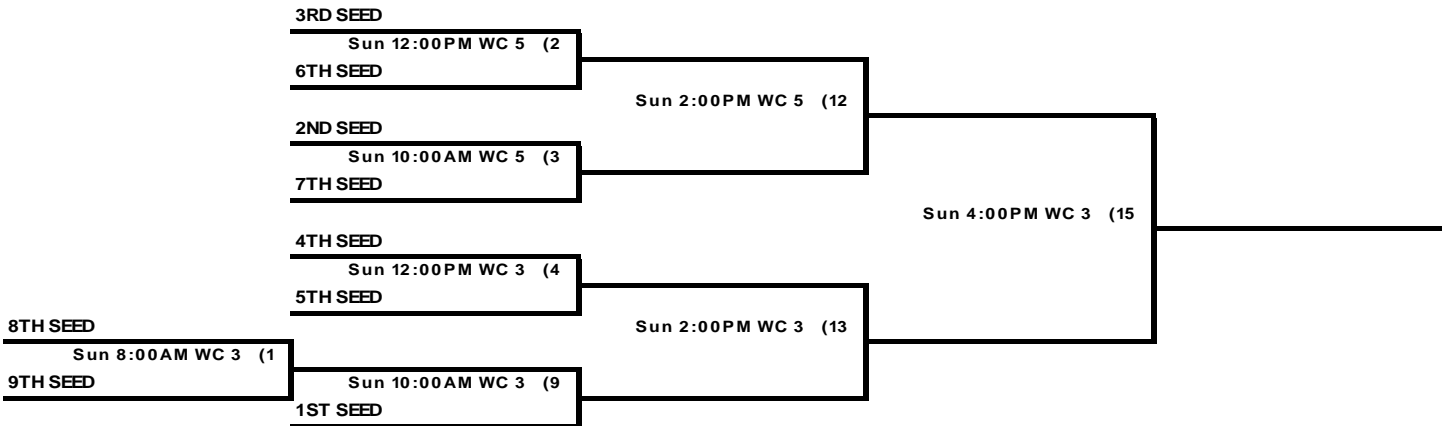 3RD SEED
Sun 12:00PM WC 5 (2
6TH SEED
Sun 2:00PM WC 5 (12
2ND SEED
Sun 10:00AM WC 5 (3
7TH SEED
Sun 4:00PM WC 3 (15
4TH SEED
Sun 12:00PM WC 3 (4
5TH SEED
8TH SEED
Sun 2:00PM WC 3 (13
Sun 8:00AM WC 3 (1
9TH SEED
Sun 10:00AM WC 3 (9
1ST SEED